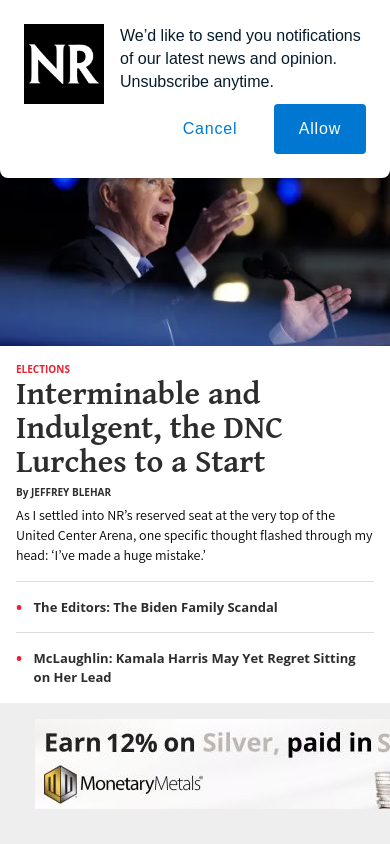 NR
We’d like to send you notifications
of our latest news and opinion.
Unsubscribe anytime.
Cancel
Allow
ELECTIONS
Interminable and
Indulgent, the DNC
Lurches to a Start
By JEFFREY BLEHAR
As I settled into NR’s reserved seat at the very top of the
United Center Arena, one specific thought flashed through my
head: ‘I’ve made a huge mistake.’
• The Editors: The Biden Family Scandal
• McLaughlin: Kamala Harris May Yet Regret Sitting
on Her Lead
Earn 12% on Silver, paid in S
MonetaryMetals